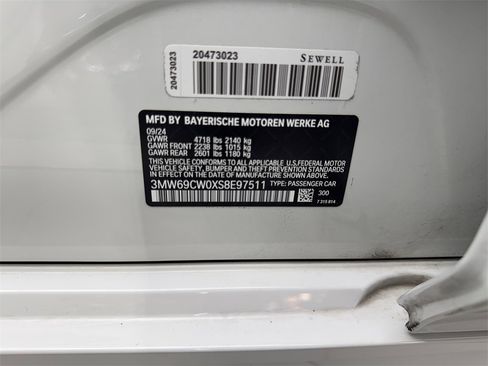 20473023
20473023 SEWELL
MFD BY BAYERISCHE MOTOREN WERKE AG
09/24
GVWR 4718 lbs 2140 kg
GAWR FRONT 2238 lbs 1015 kg
GAWR REAR 2601 lbs 1180 kg
THIS VEHICLE CONFORMS TO ALL APPLICABLE U.S.FEDERAL
MOTOR VEHICLE SAFETY, BUMPER, AND THEFT PREVENTION
STANDARDS IN EFFECT ON THE DATE OF MANUFACTURE SHOWN ABOVE.
3MW69CW0XS8E97511 TYPE: PASSENGER CAR
300
7 315 814